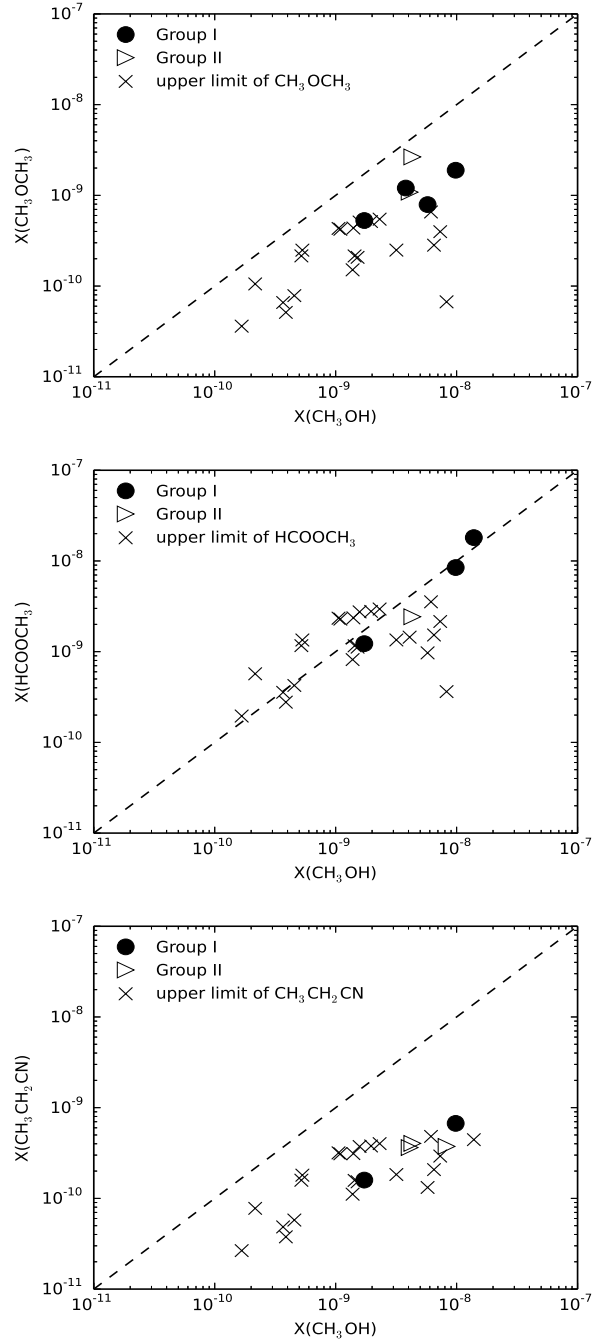 10⁻⁷
Group I
Group II
upper limit of CH₃OCH₃
10⁻⁸
X(CH₃OCH₃)
10⁻⁹
10⁻¹⁰
10⁻¹¹
10⁻¹¹ 10⁻¹⁰ 10⁻⁹ 10⁻⁸ 10⁻⁷
X(CH₃OH)
10⁻⁷
Group I
Group II
upper limit of HCOOCH₃
10⁻⁸
X(HCOOCH₃)
10⁻⁹
10⁻¹⁰
10⁻¹¹
10⁻¹¹ 10⁻¹⁰ 10⁻⁹ 10⁻⁸ 10⁻⁷
X(CH₃OH)
10⁻⁷
Group I
Group II
upper limit of CH₃CH₂CN
10⁻⁸
X(CH₃CH₂CN)
10⁻⁹
10⁻¹⁰
10⁻¹¹
10⁻¹¹ 10⁻¹⁰ 10⁻⁹ 10⁻⁸ 10⁻⁷
X(CH₃OH)